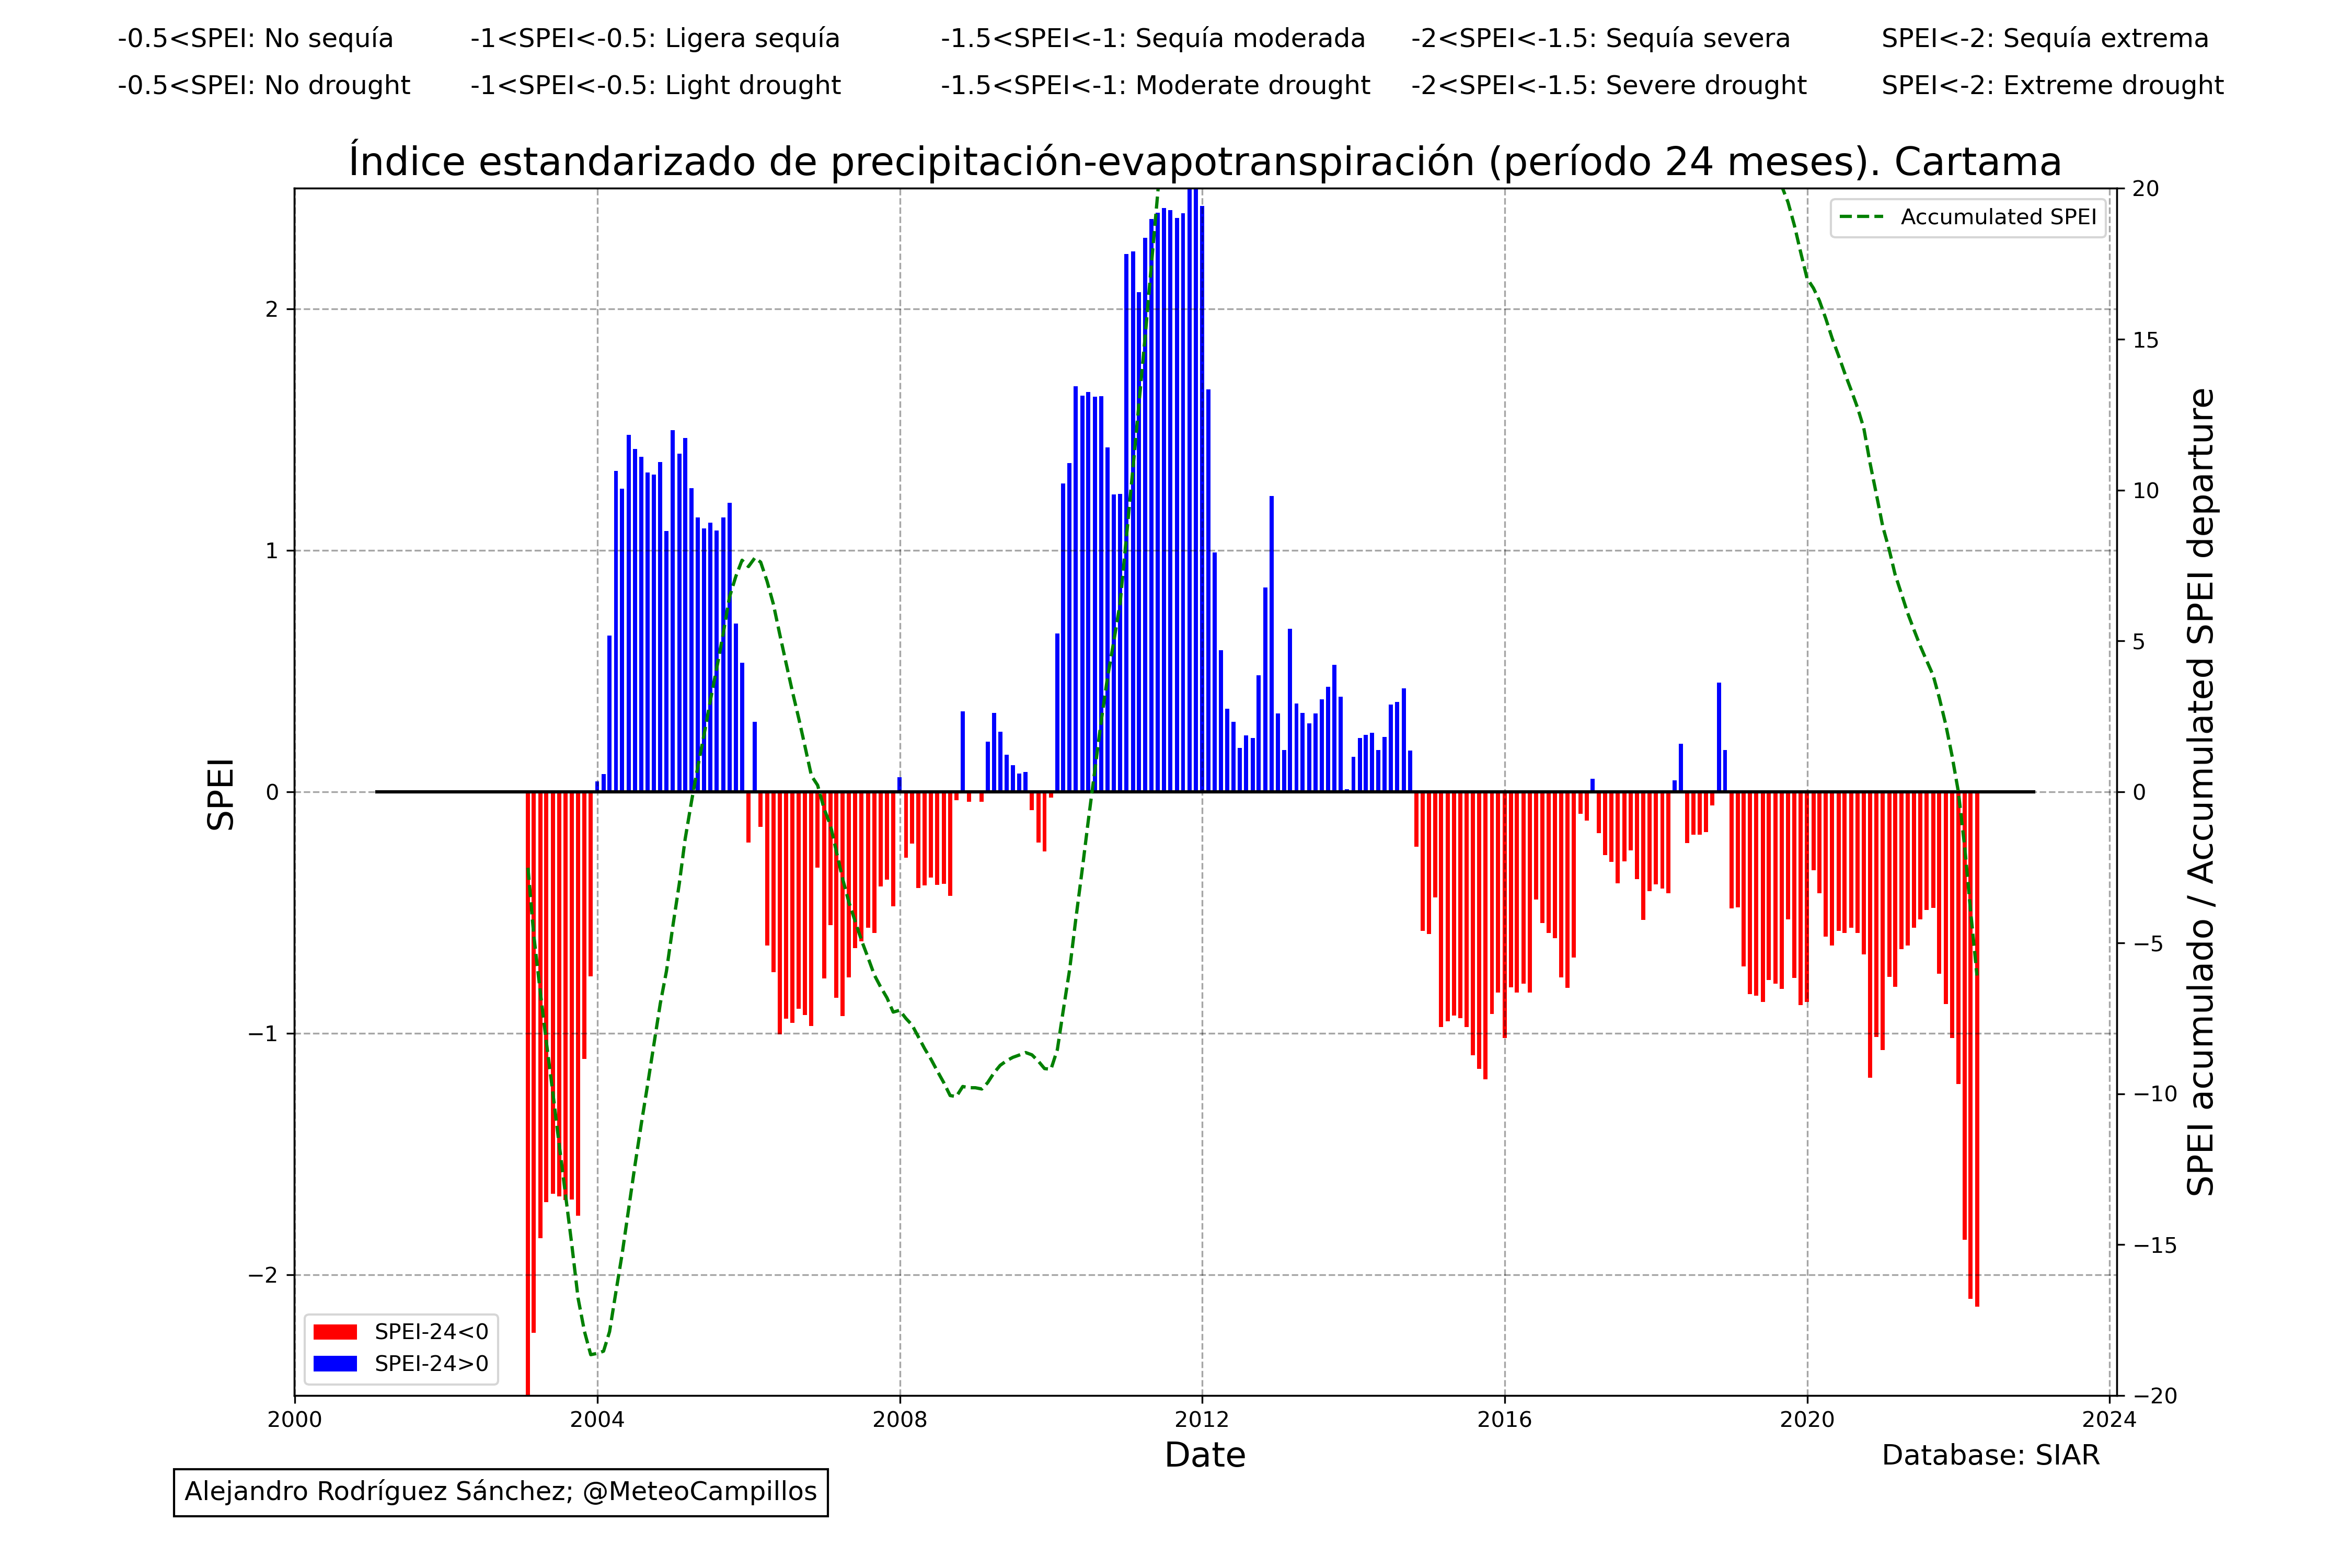 -0.5<SPEI: No sequía -1<SPEI<-0.5: Ligera sequía -1.5<SPEI<-1: Sequía moderada -2<SPEI<-1.5: Sequía severa SPEI<-2: Sequía extrema
-0.5<SPEI: No drought -1<SPEI<-0.5: Light drought -1.5<SPEI<-1: Moderate drought -2<SPEI<-1.5: Severe drought SPEI<-2: Extreme drought
Índice estandarizado de precipitación-evapotranspiración (período 24 meses). Cartama
SPEI
2
1
0
−1
−2
Accumulated SPEI
20
15
10
5
0
−5
−10
−15
−20
SPEI acumulado / Accumulated SPEI departure
SPEI-24<0
SPEI-24>0
2000 2004 2008 2012 2016 2020 2024
Date
Database: SIAR
Alejandro Rodríguez Sánchez; @MeteoCampillos